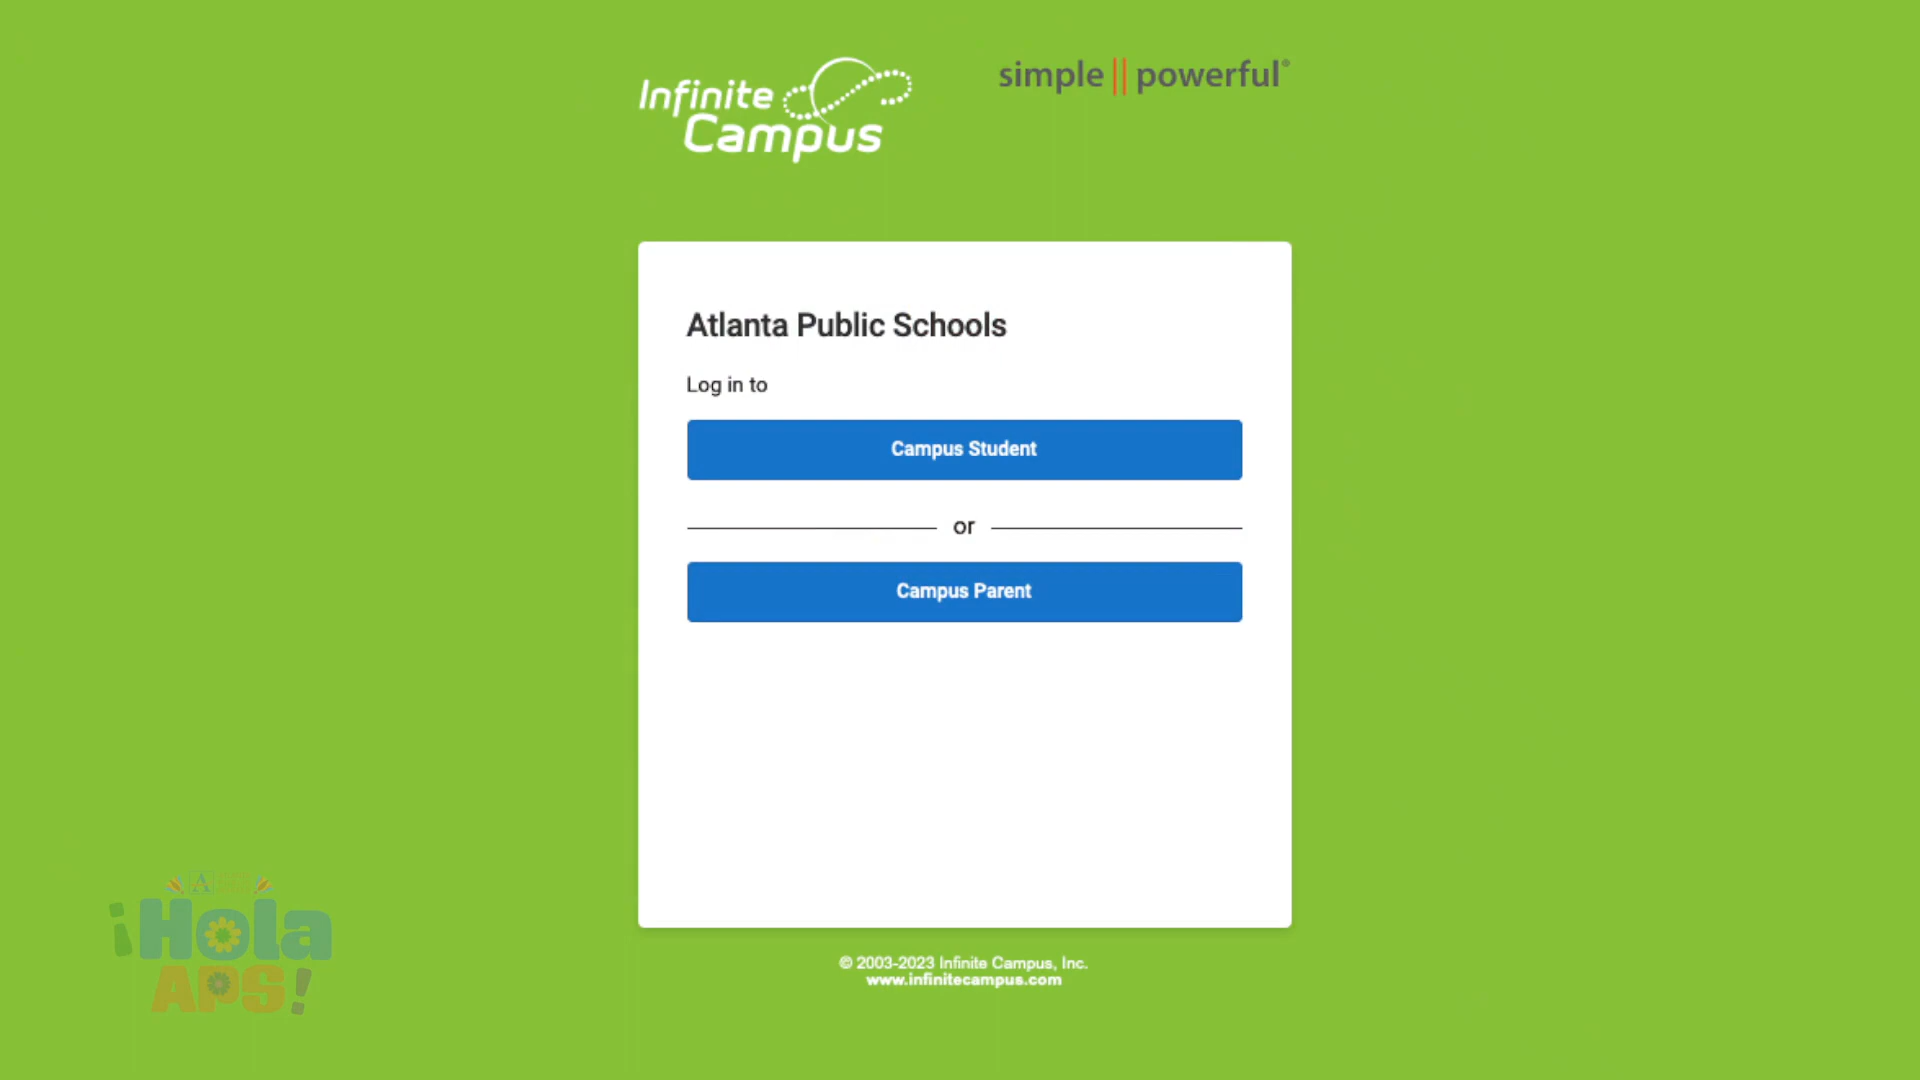 Infinite
Campus
simple || powerful®
Atlanta Public Schools
Log in to
Campus Student
or
Campus Parent
© 2003-2023 Infinite Campus, Inc.
www.infinitecampus.com
A
¡Hola
APS!